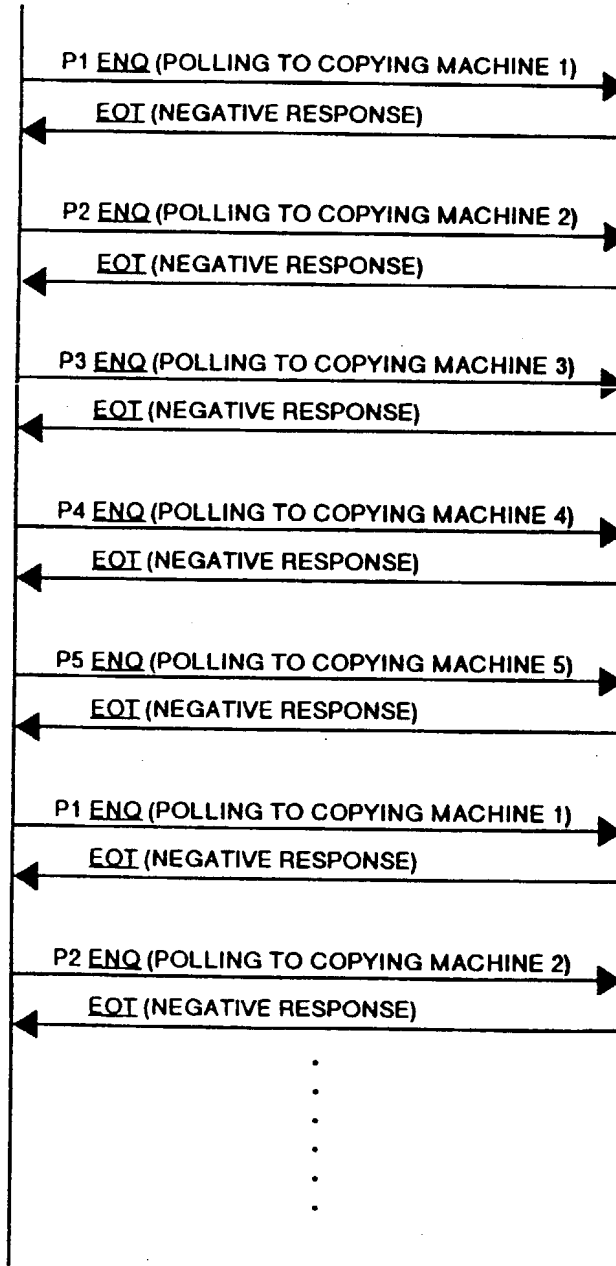 P1 ENQ (POLLING TO COPYING MACHINE 1)
EOT (NEGATIVE RESPONSE)
P2 ENQ (POLLING TO COPYING MACHINE 2)
EOT (NEGATIVE RESPONSE)
P3 ENQ (POLLING TO COPYING MACHINE 3)
EOT (NEGATIVE RESPONSE)
P4 ENQ (POLLING TO COPYING MACHINE 4)
EOT (NEGATIVE RESPONSE)
P5 ENQ (POLLING TO COPYING MACHINE 5)
EOT (NEGATIVE RESPONSE)
P1 ENQ (POLLING TO COPYING MACHINE 1)
EOT (NEGATIVE RESPONSE)
P2 ENQ (POLLING TO COPYING MACHINE 2)
EOT (NEGATIVE RESPONSE)